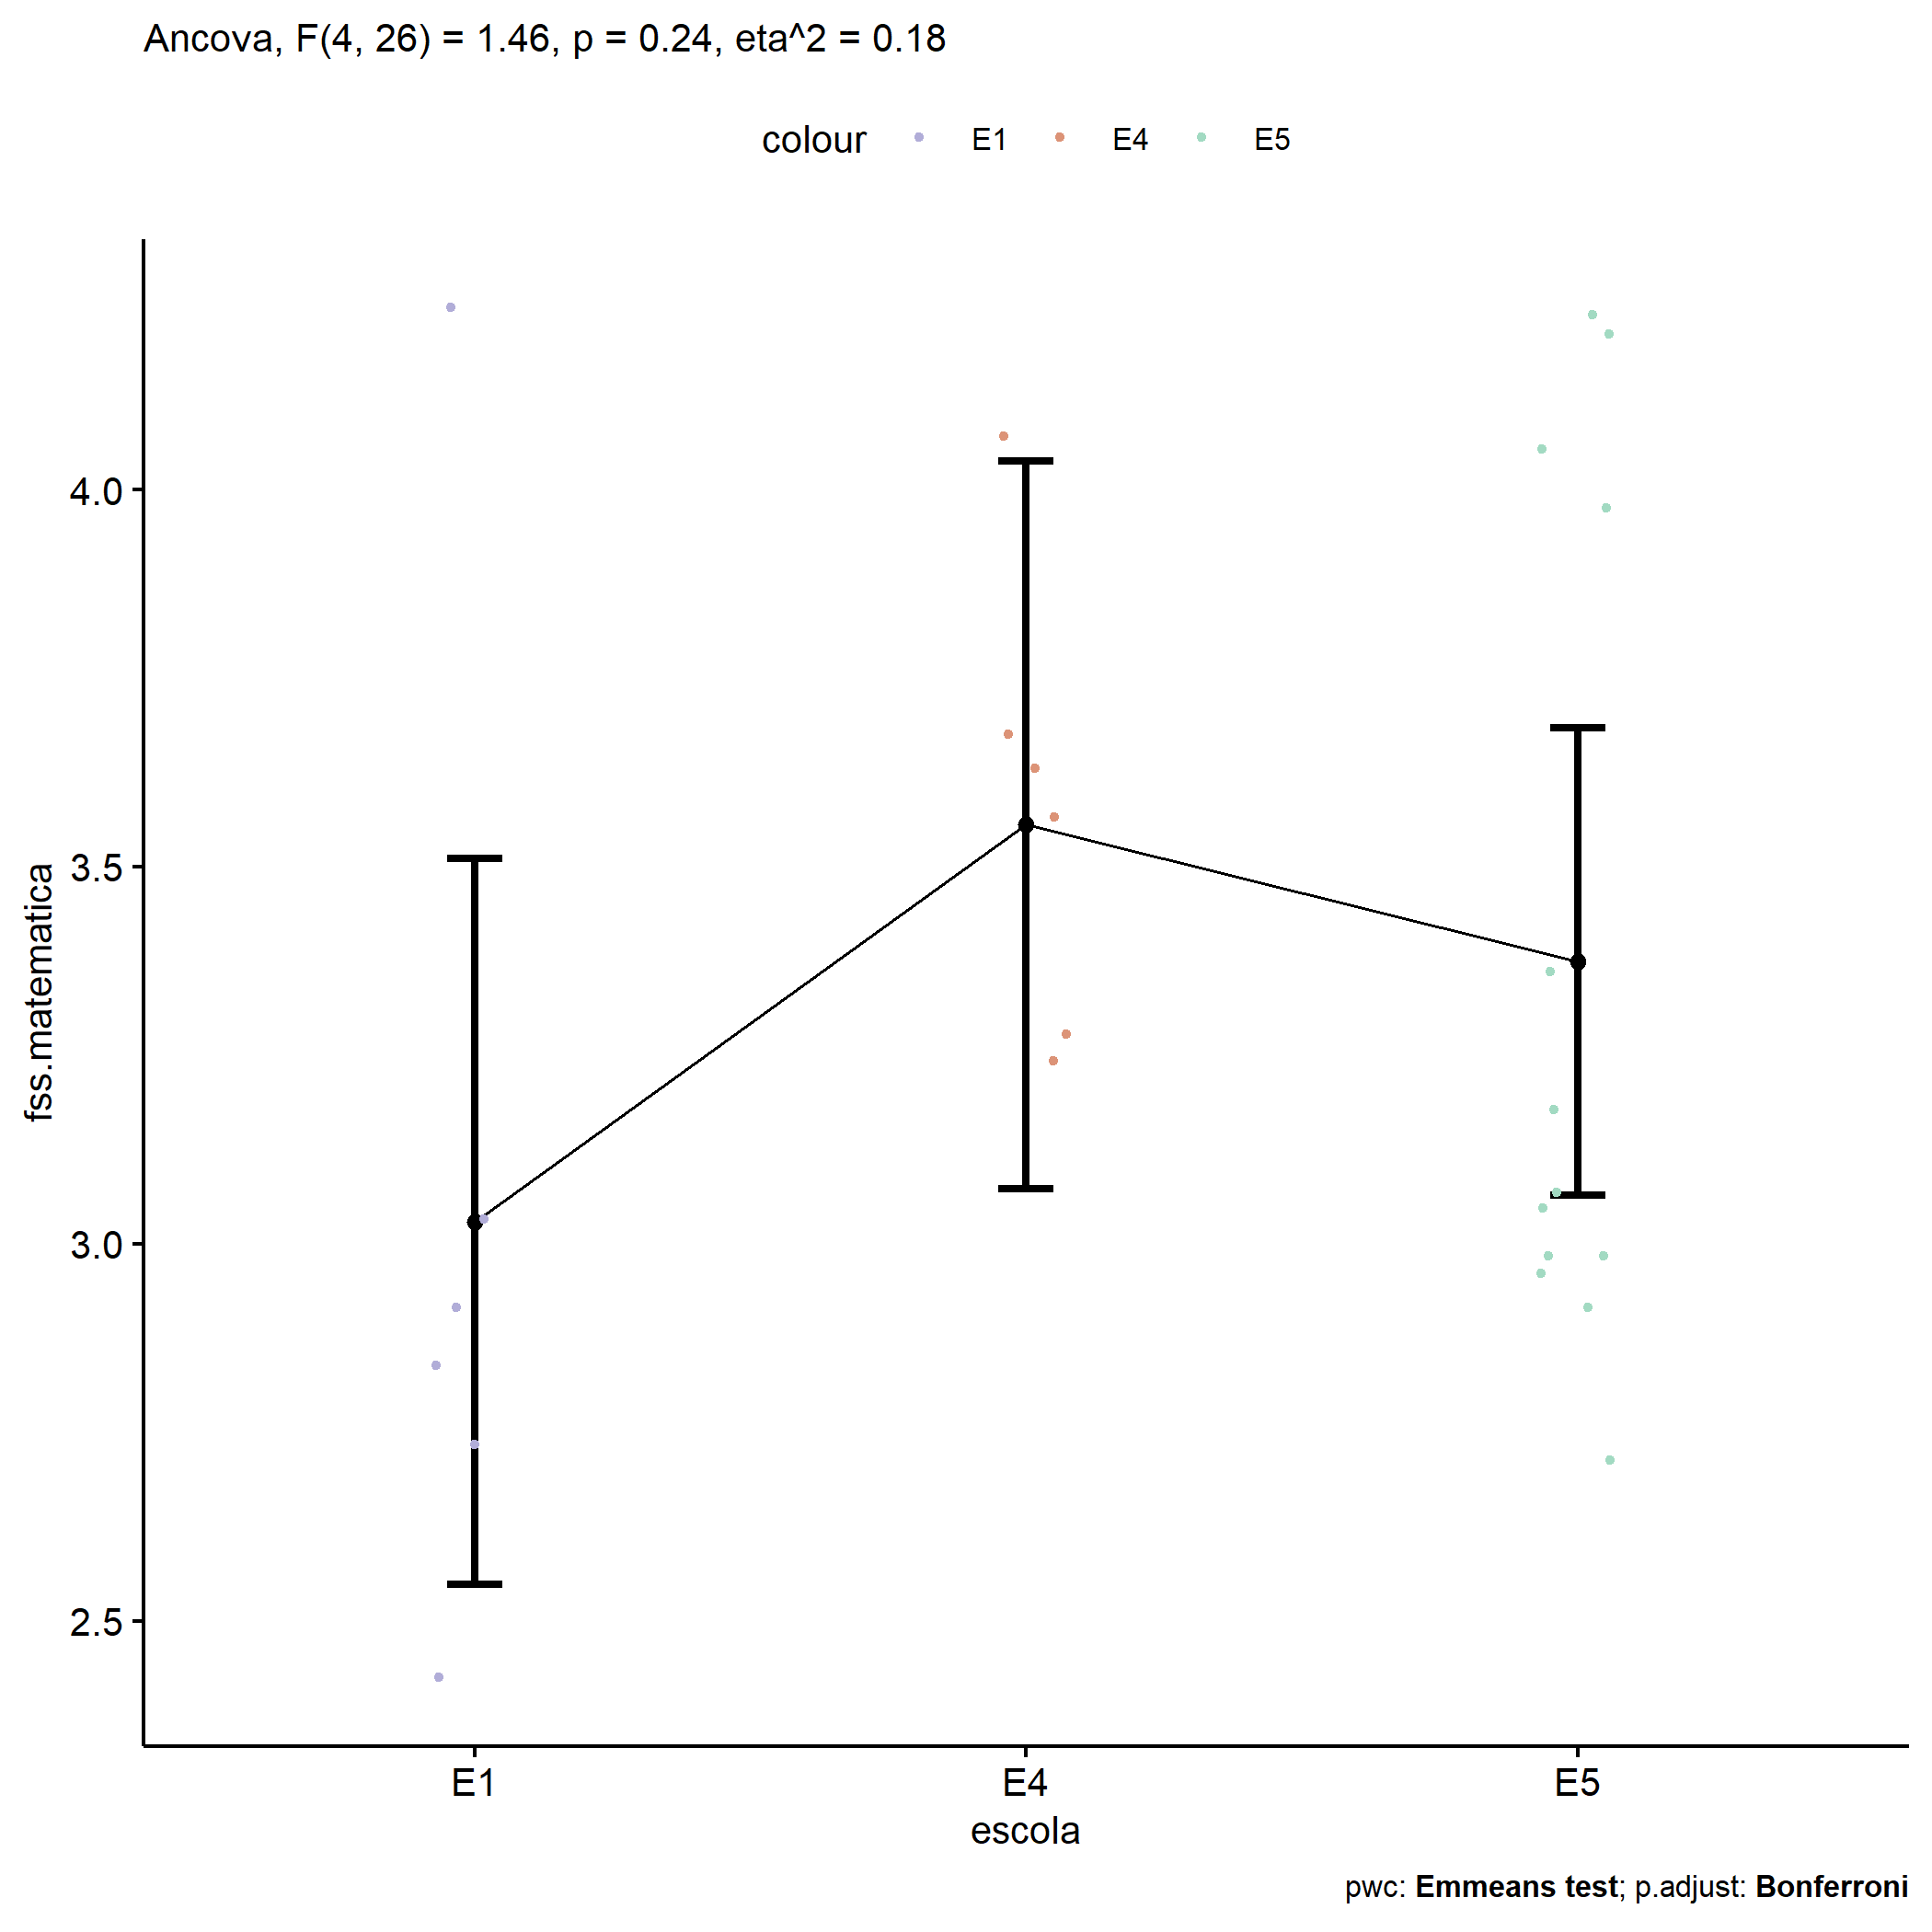 Ancova, F(4, 26) = 1.46, p = 0.24, eta^2 = 0.18
colour E1 E4 E5
4.0
3.5
3.0
2.5
fss.matematica
E1 E4 E5
escola
pwc: Emmeans test; p.adjust: Bonferroni